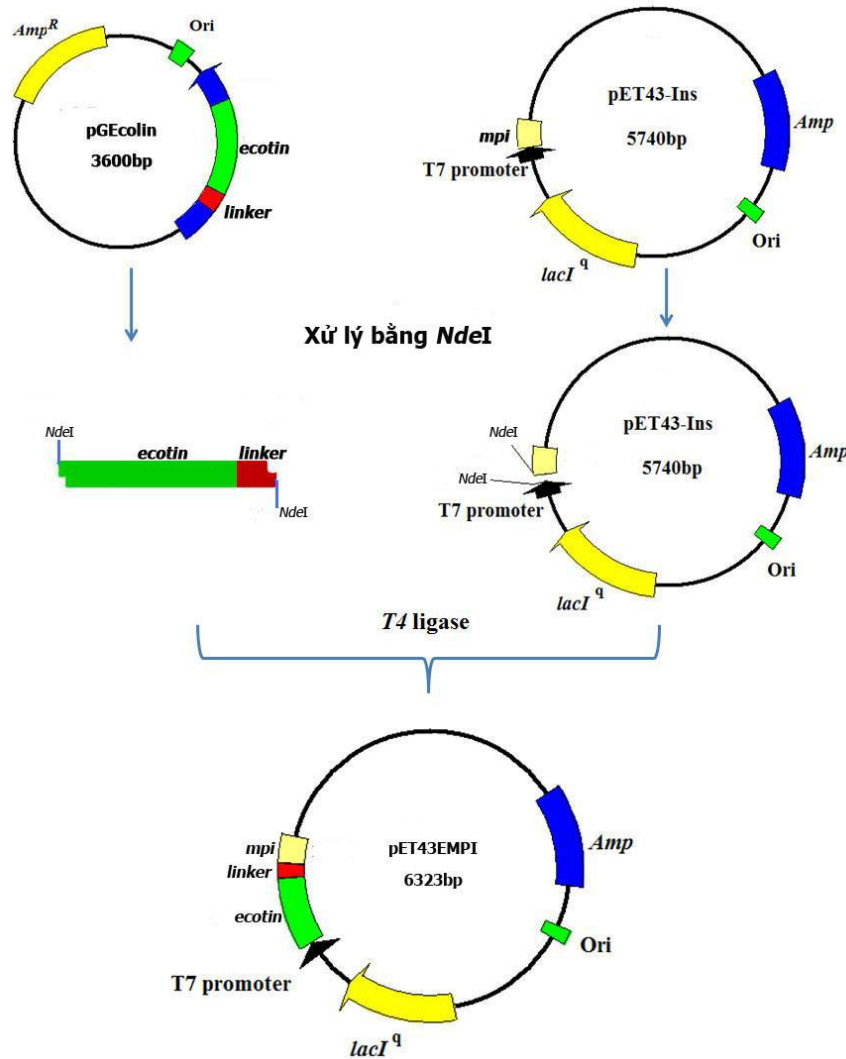 Amp^R
Ori
pGEcolin
3600bp
ecotin
linker
pET43-Ins
5740bp
mpi
T7 promoter
Amp
Ori
lacI^q
Xử lý bằng NdeI
NdeI
ecotin
linker
NdeI
pET43-Ins
5740bp
NdeI
NdeI
T7 promoter
Amp
Ori
lacI^q
T4 ligase
pET43EMPI
6323bp
mpi
linker
ecotin
Amp
Ori
T7 promoter
lacI^q